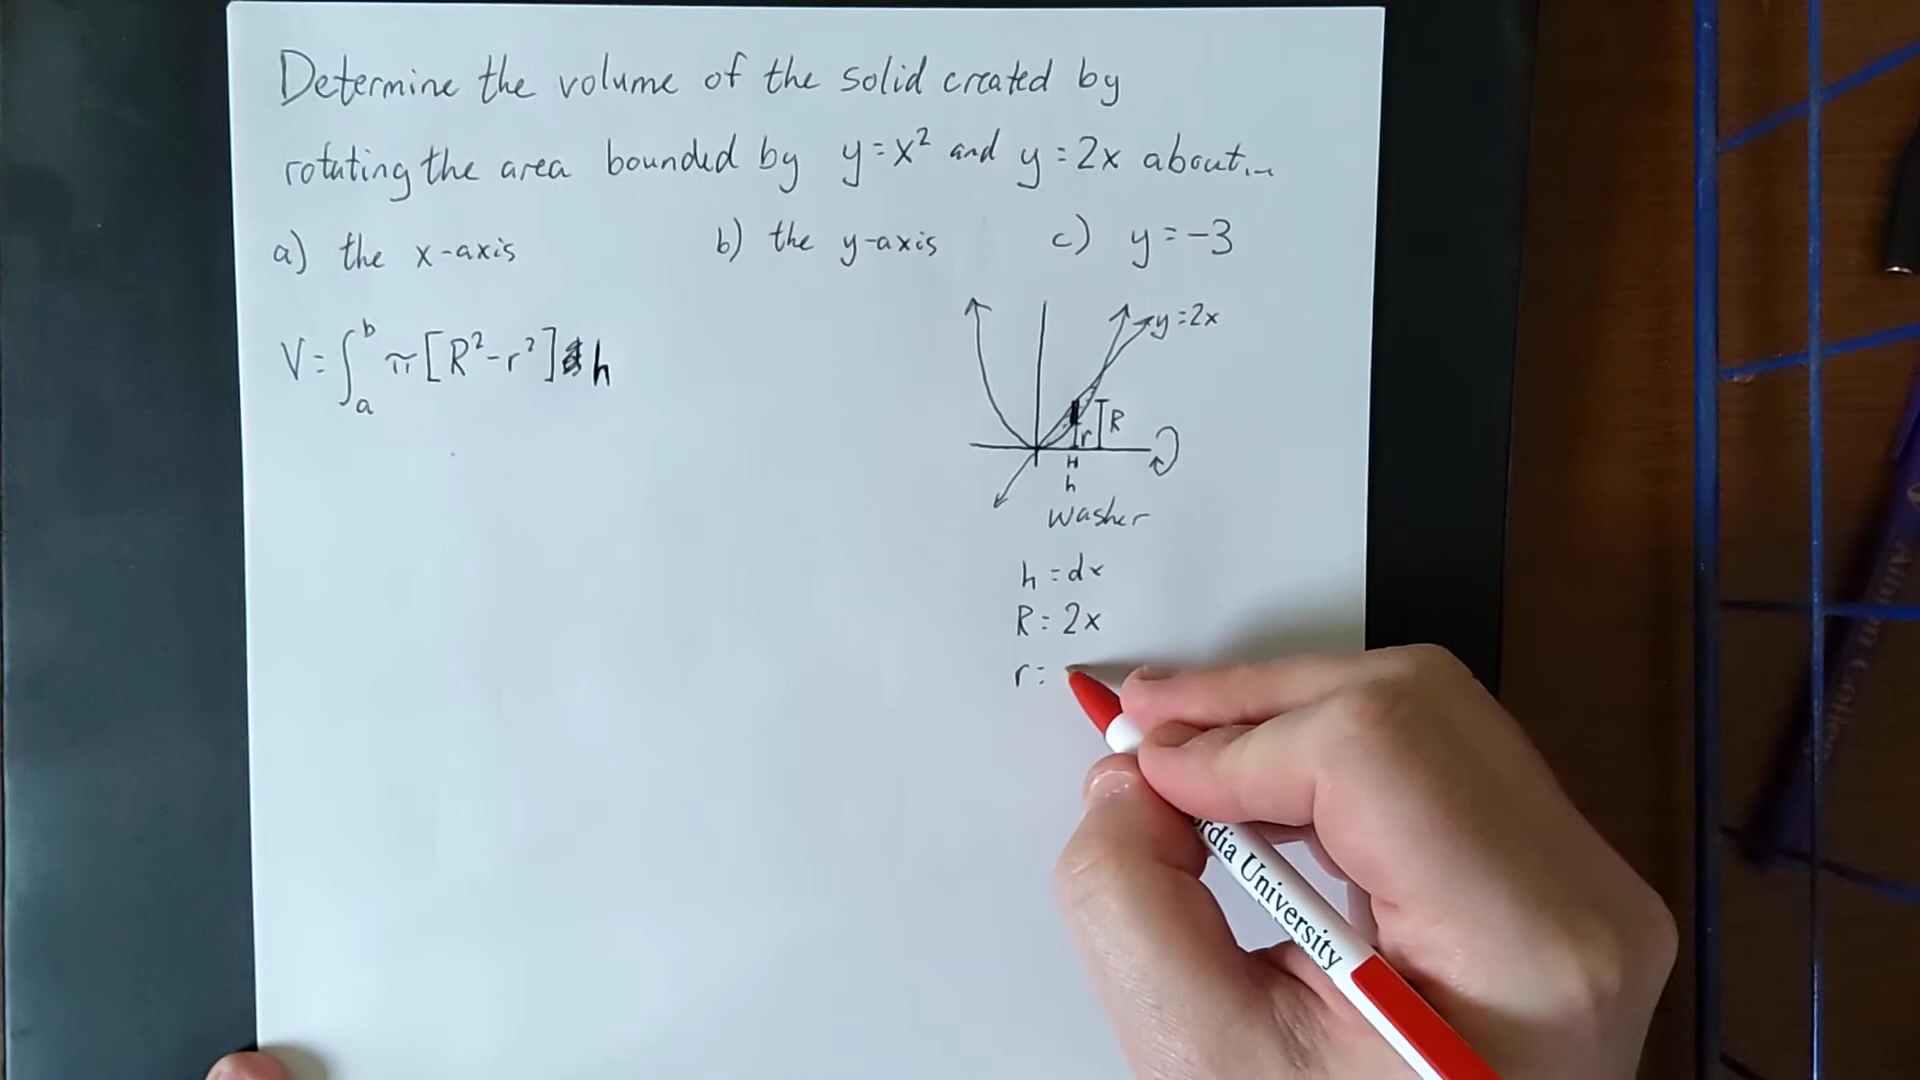 Determine the volume of the solid created by
rotating the area bounded by y=x² and y=2x about...
a) the x-axis b) the y-axis c) y=-3
V=∫ₐᵇ π[R²-r²]h
y=2x
R
r
h
washer
h=dx
R=2x
r=
rdia University